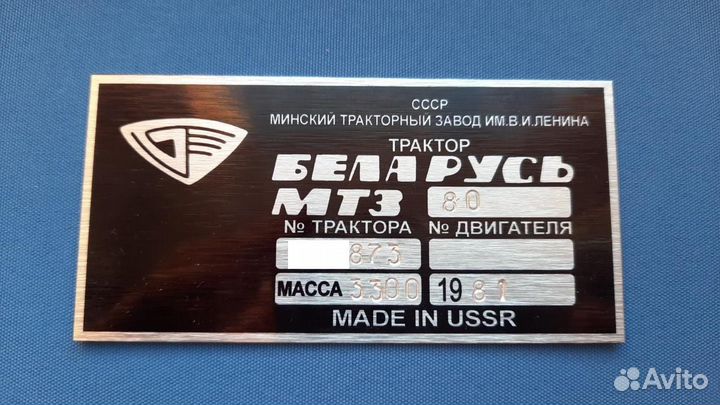 СССР
МИНСКИЙ ТРАКТОРНЫЙ ЗАВОД ИМ.В.И.ЛЕНИНА
ТРАКТОР
БЕЛАРУСЬ
МТЗ 80
№ ТРАКТОРА № ДВИГАТЕЛЯ
873
МАССА 3300 1981
MADE IN USSR
Avito